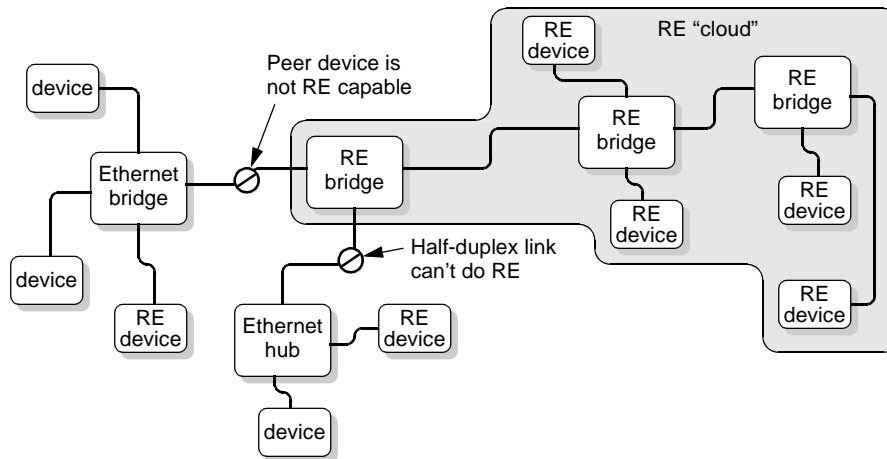 RE
device
RE “cloud”
Peer device is
not RE capable
device
RE
bridge
RE
bridge
Ethernet
bridge
RE
bridge
RE
device
RE
device
device
Half-duplex link
can’t do RE
RE
device
Ethernet
hub
RE
device
RE
device
device